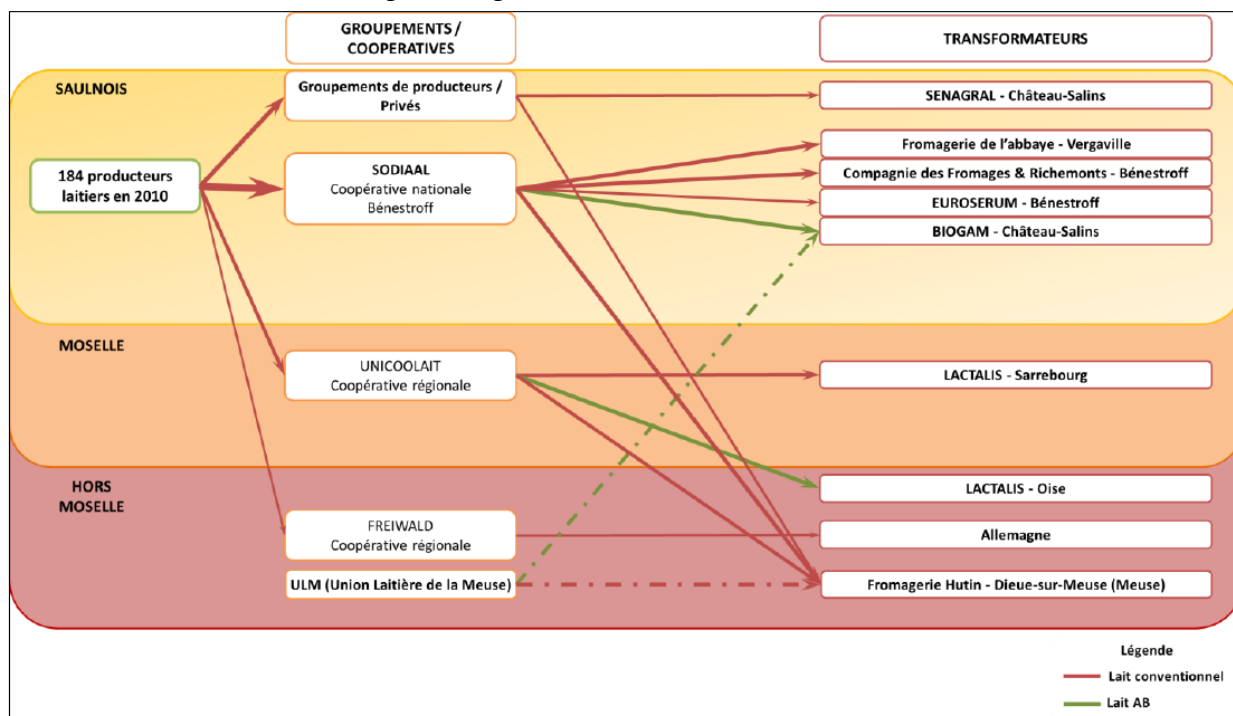 GROUPEMENTS /
COOPERATIVES
TRANSFORMATEURS
SAULNOIS
Groupements de producteurs /
Privés
SENAGRAL - Château-Salins
184 producteurs
laitiers en 2010
SODIAAL
Coopérative nationale
Bénestroff
Fromagerie de l'abbaye - Vergaville
Compagnie des Fromages & Richemonts - Bénestroff
EUROSERUM - Bénestroff
BIOGAM - Château-Salins
MOSELLE
UNICOOLAIT
Coopérative régionale
LACTALIS - Sarrebourg
HORS
MOSELLE
LACTALIS - Oise
FREIWALD
Coopérative régionale
Allemagne
ULM (Union Laitière de la Meuse)
Fromagerie Hutin - Dieue-sur-Meuse (Meuse)
Légende
Lait conventionnel
Lait AB